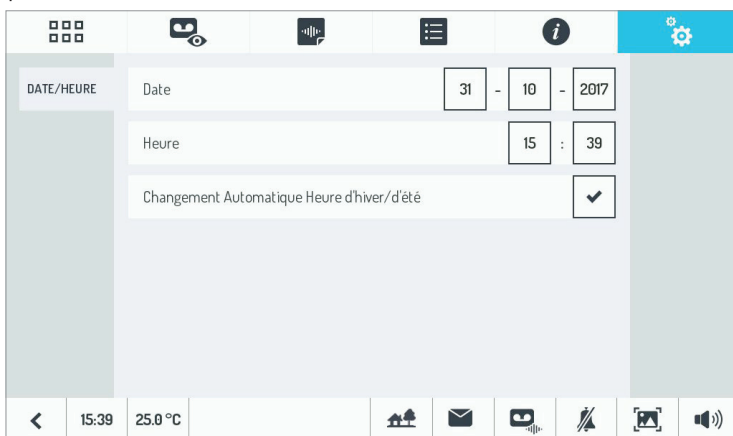 DATE/HEURE
Date 31 - 10 - 2017
Heure 15 : 39
Changement Automatique Heure d'hiver/d'été
15:39 25.0 °C